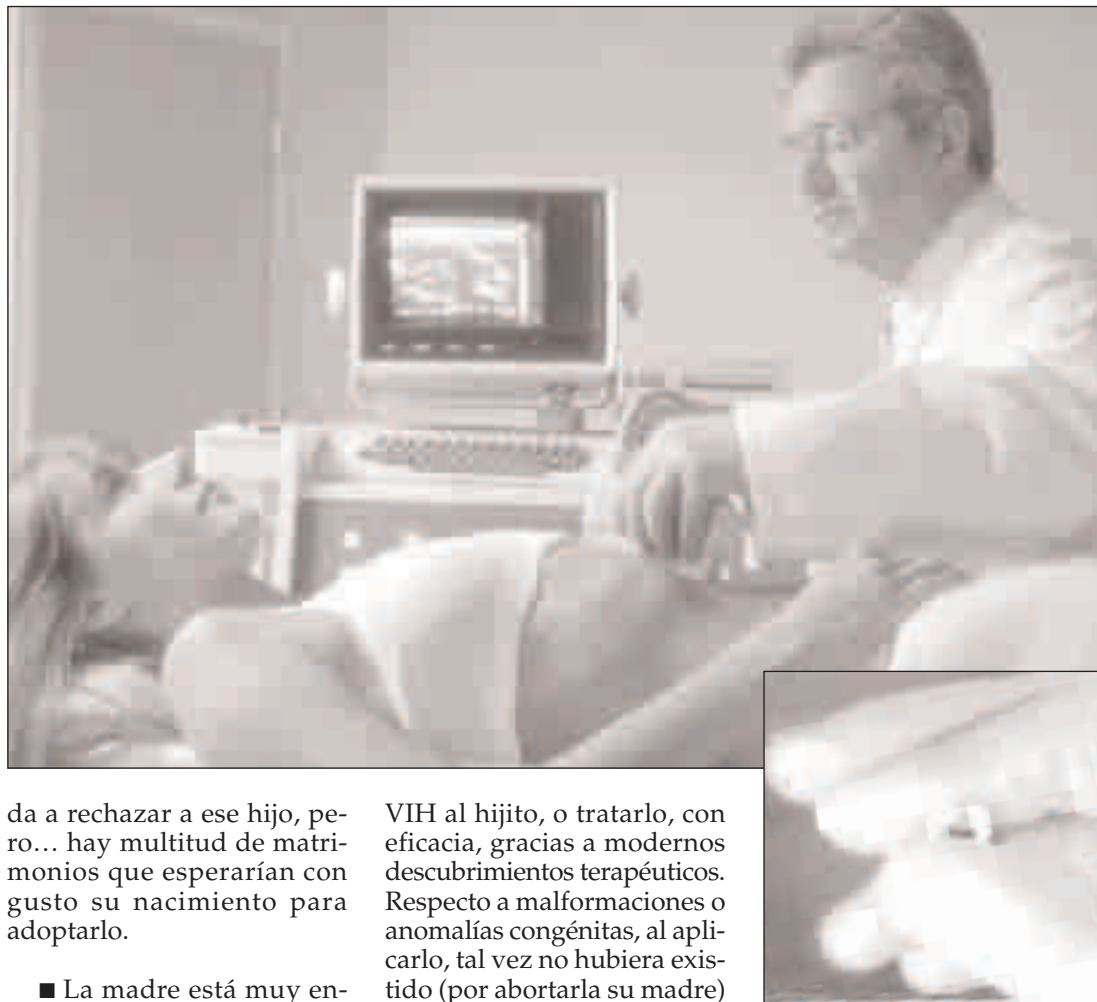 da a rechazar a ese hijo, pe-
ro… hay multitud de matri-
monios que esperarían con
gusto su nacimiento para
adoptarlo.
■ La madre está muy en-
VIH al hijito, o tratarlo, con
eficacia, gracias a modernos
descubrimientos terapéuticos.
Respecto a malformaciones o
anomalías congénitas, al apli-
carlo, tal vez no hubiera exis-
tido (por abortarla su madre)